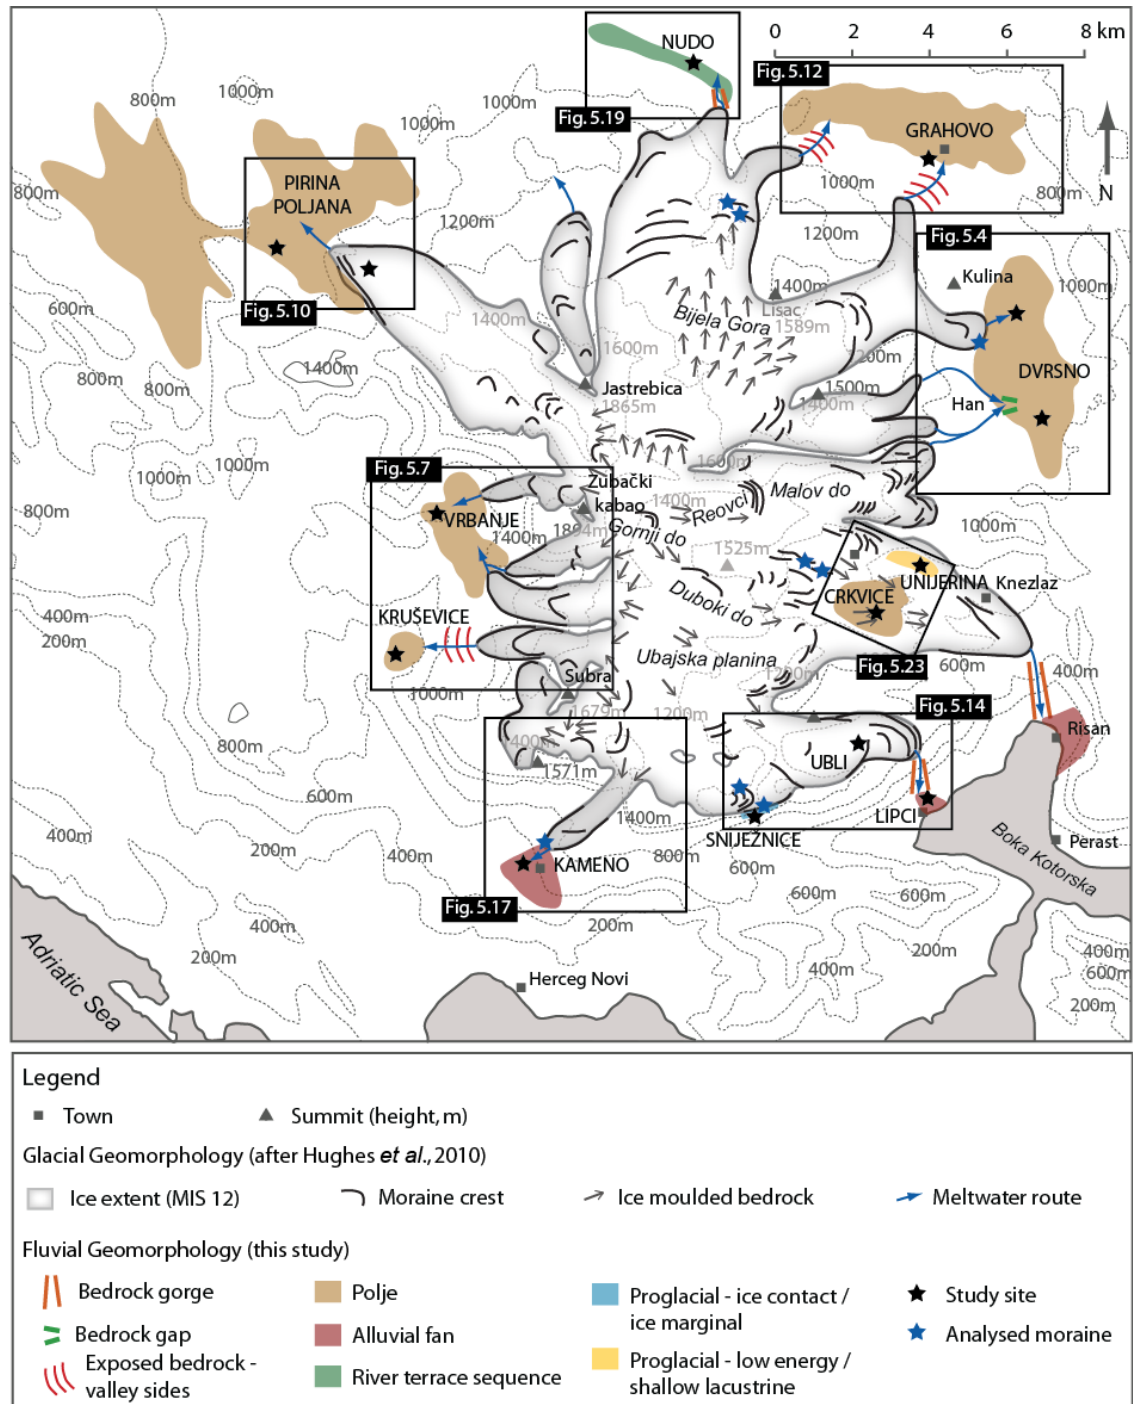 0 2 4 6 8 km
NUDO
Fig. 5.12
800m
1000m
1000m
Fig. 5.19
1000m
GRAHOVO
PIRINA
POLJANA
800m
1000m
800m
N
1200m
1200m
Fig. 5.4
Kulina
1400m
Lisac
1589m
1000m
Fig. 5.10
600m
1400m
Bijela Gora
1600m
1200m
800m
1400m
800m
Jastrebica
1865m
1500m
1400m
DVRSNO
Han
1000m
1000m
Fig. 5.7
1600m
Zubački
kabao
1894m
1400m
Reovci
Malov do
800m
VRBANJE
1400m
Gornji do
1525m
1000m
UNIJERINA
Knezlaz
CRKVICE
Duboki do
400m
200m
KRUŠEVICE
Ubajska planina
Fig. 5.23
600m
400m
1000m
Subra
1679m
1200m
1200m
Fig. 5.14
Risan
800m
1400m
1571m
UBLI
600m
1400m
LIPCI
400m
200m
400m
800m
SNIJEŽNICE
600m
Boka Kotorska
Perast
KAMENO
600m
600m
Fig. 5.17
400m
200m
200m
200m
400m
400m
600m
200m
Adriatic Sea
Herceg Novi
Legend
Town
Summit (height, m)
Glacial Geomorphology (after Hughes et al., 2010)
Ice extent (MIS 12)
Moraine crest
Ice moulded bedrock
Meltwater route
Fluvial Geomorphology (this study)
Bedrock gorge
Polje
Proglacial - ice contact /
ice marginal
Study site
Bedrock gap
Alluvial fan
Analysed moraine
Exposed bedrock -
valley sides
River terrace sequence
Proglacial - low energy /
shallow lacustrine